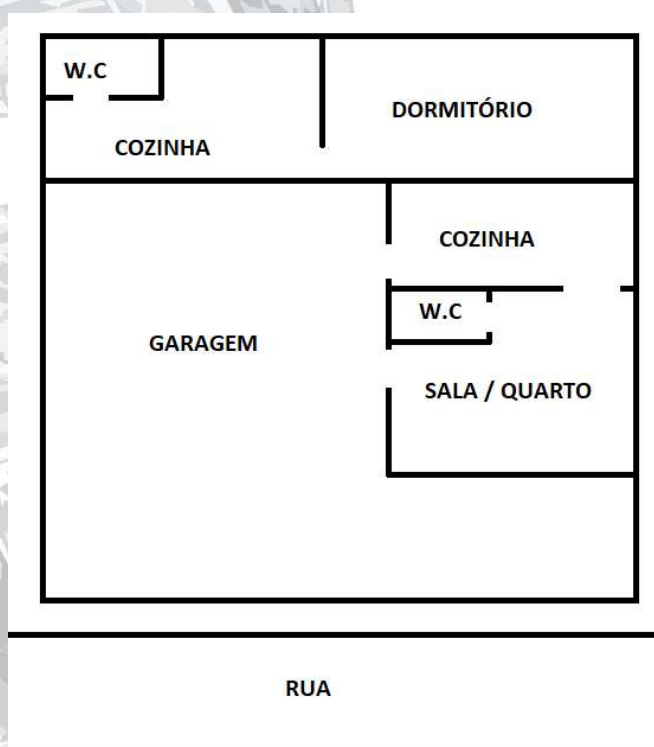 W.C
DORMITÓRIO
COZINHA
COZINHA
W.C
GARAGEM
SALA / QUARTO
RUA